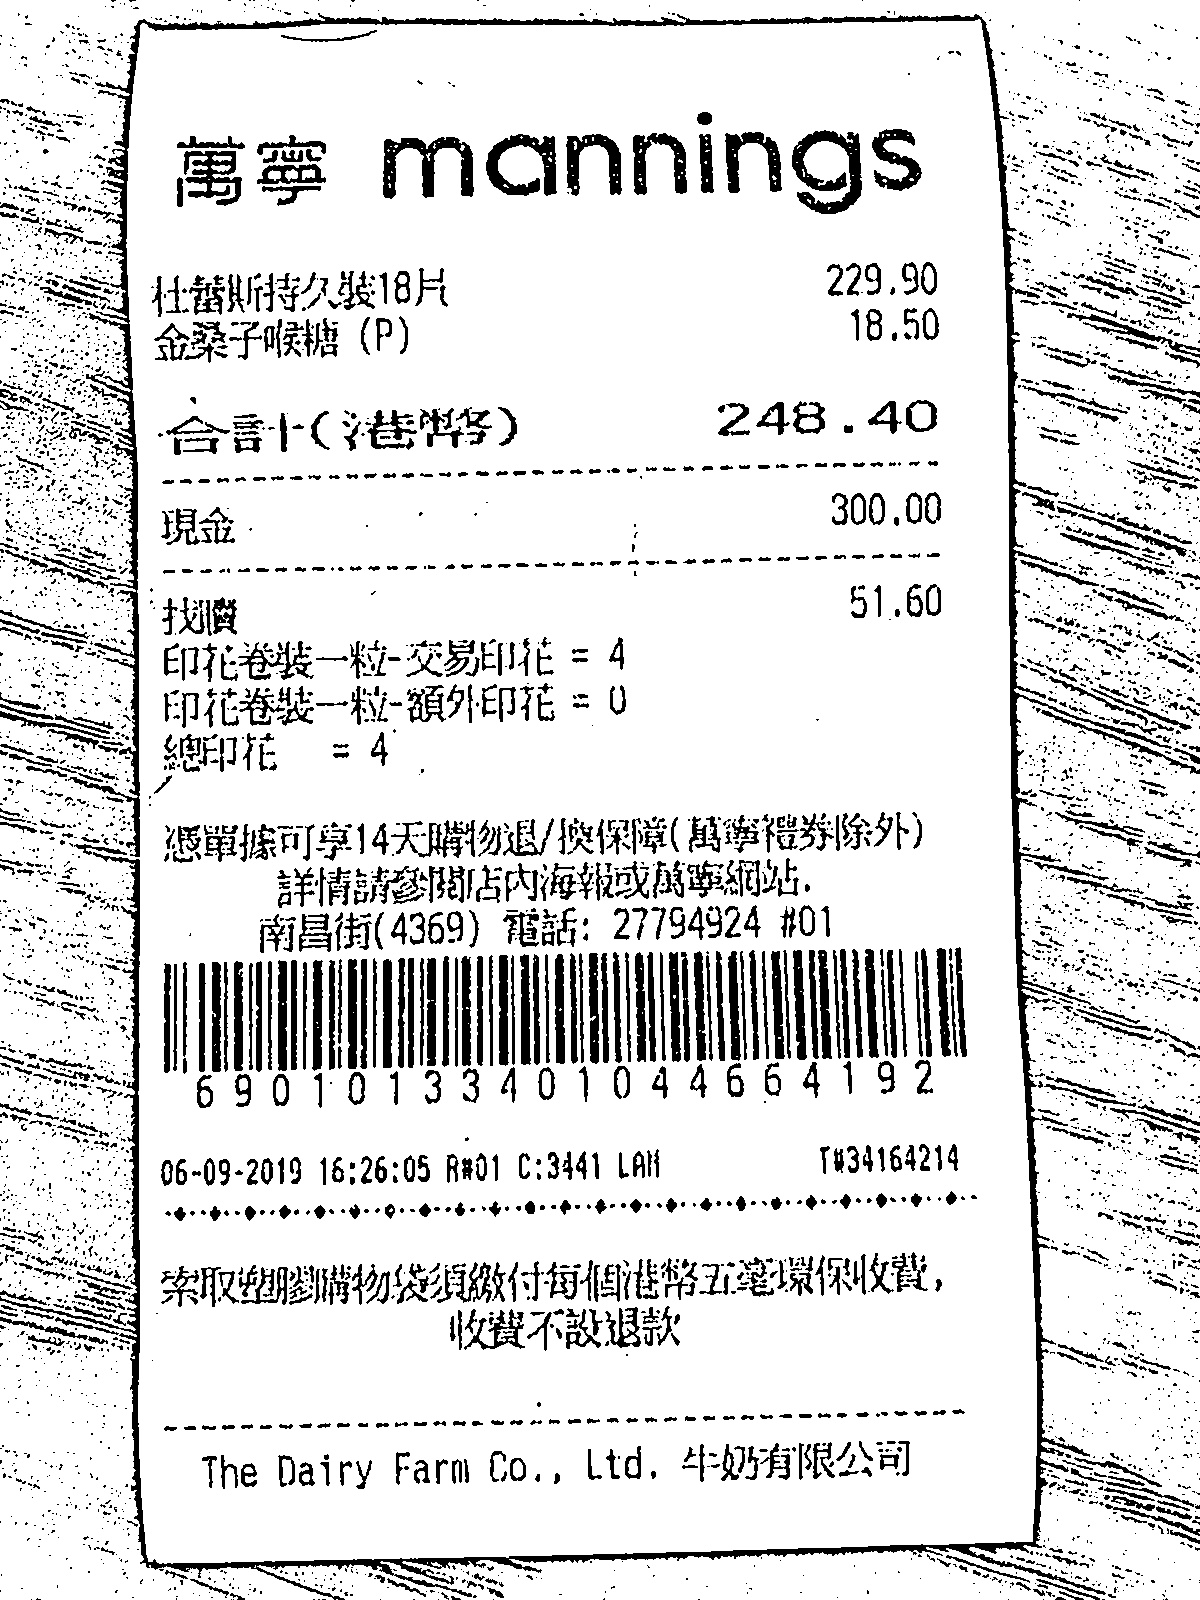 萬寧 mannings
杜蕾斯持久裝18片 229.90
金桑子喉糖 (P) 18.50
合計(港幣) 248.40
現金 300.00
找贖 51.60
印花卷裝一粒-交易印花 = 4
印花卷裝一粒-額外印花 = 0
總印花 = 4
憑單據可享14天購物退/換保障(萬寧禮券除外)
詳情請參閱店內海報或萬寧網站.
南昌街(4369) 電話: 27794924 #01
69010133401044664192
06-09-2019 16:26:05 R#01 C:3441 LAM T#34164214
索取塑膠購物袋須繳付每個港幣五毫環保收費,
收費不設退款
The Dairy Farm Co., Ltd. 牛奶有限公司